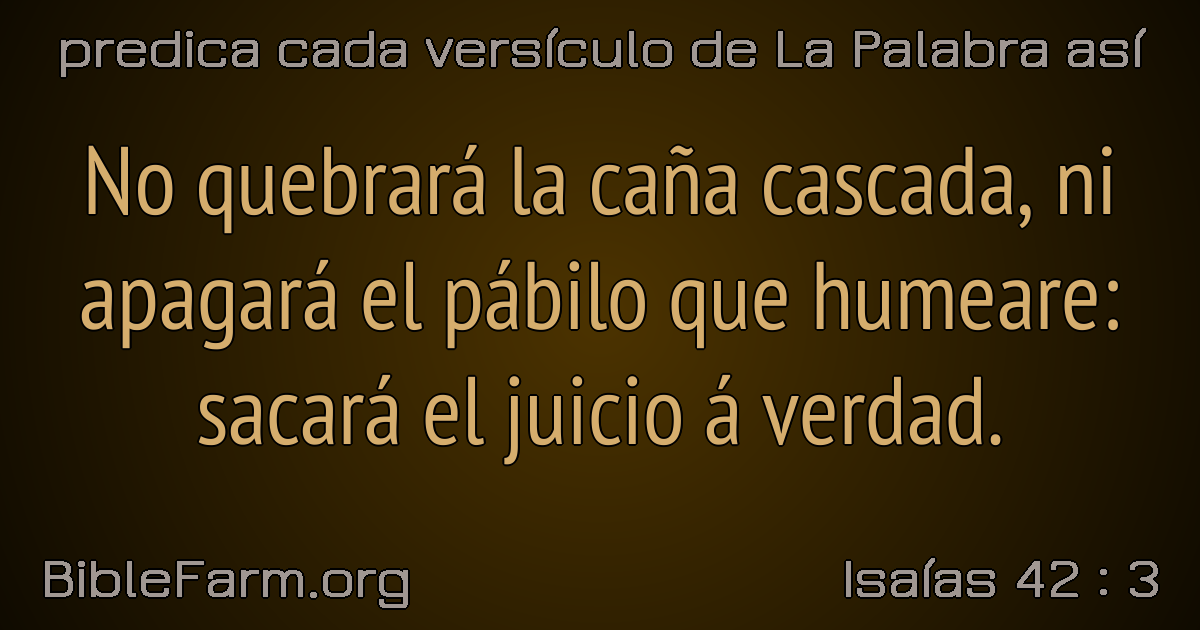 predica cada versículo de La Palabra así
No quebrará la caña cascada, ni
apagará el pábilo que humeare:
sacará el juicio á verdad.
BibleFarm.org
Isaías 42 : 3